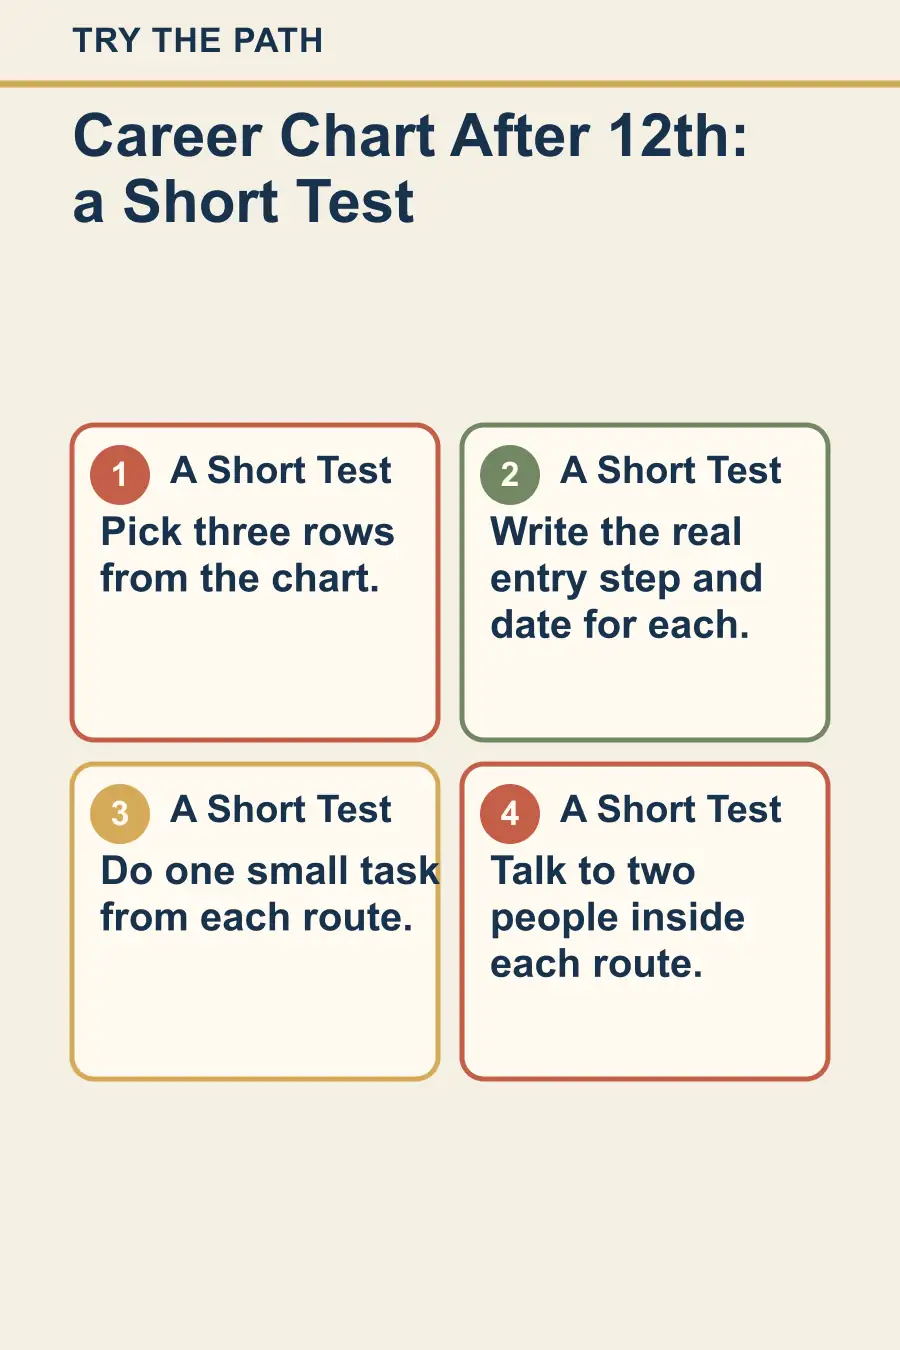 TRY THE PATH
Career Chart After 12th:
a Short Test
1 A Short Test
Pick three rows
from the chart.
2 A Short Test
Write the real
entry step and
date for each.
3 A Short Test
Do one small task
from each route.
4 A Short Test
Talk to two
people inside
each route.